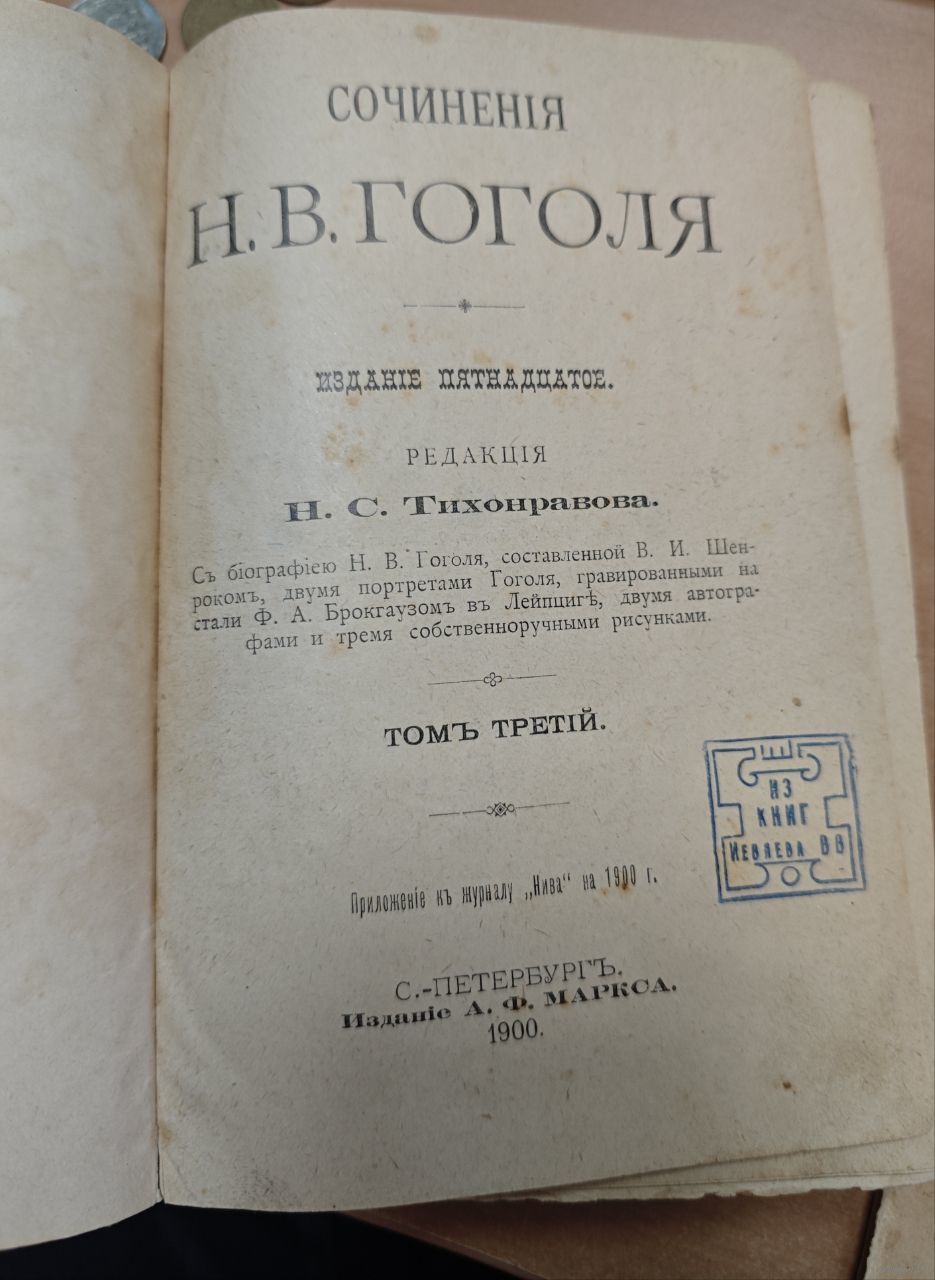 СОЧИНЕНІЯ
Н. В. ГОГОЛЯ
ИЗДАНІЕ ПЯТНАДЦАТОЕ.
РЕДАКЦІЯ
Н. С. Тихонравова.
Съ біографіею Н. В. Гоголя, составленной В. И. Шен-
рокомъ, двумя портретами Гоголя, гравированными на
стали Ф. А. Брокгаузомъ въ Лейпцигѣ, двумя автогра-
фами и тремя собственноручными рисунками.
ТОМЪ ТРЕТІЙ.
ИЗ
КНИГ
ВВ
Приложеніе къ журналу „Нива“ на 1900 г.
С.-ПЕТЕРБУРГЪ.
Изданіе А. Ф. МАРКСА.
1900.